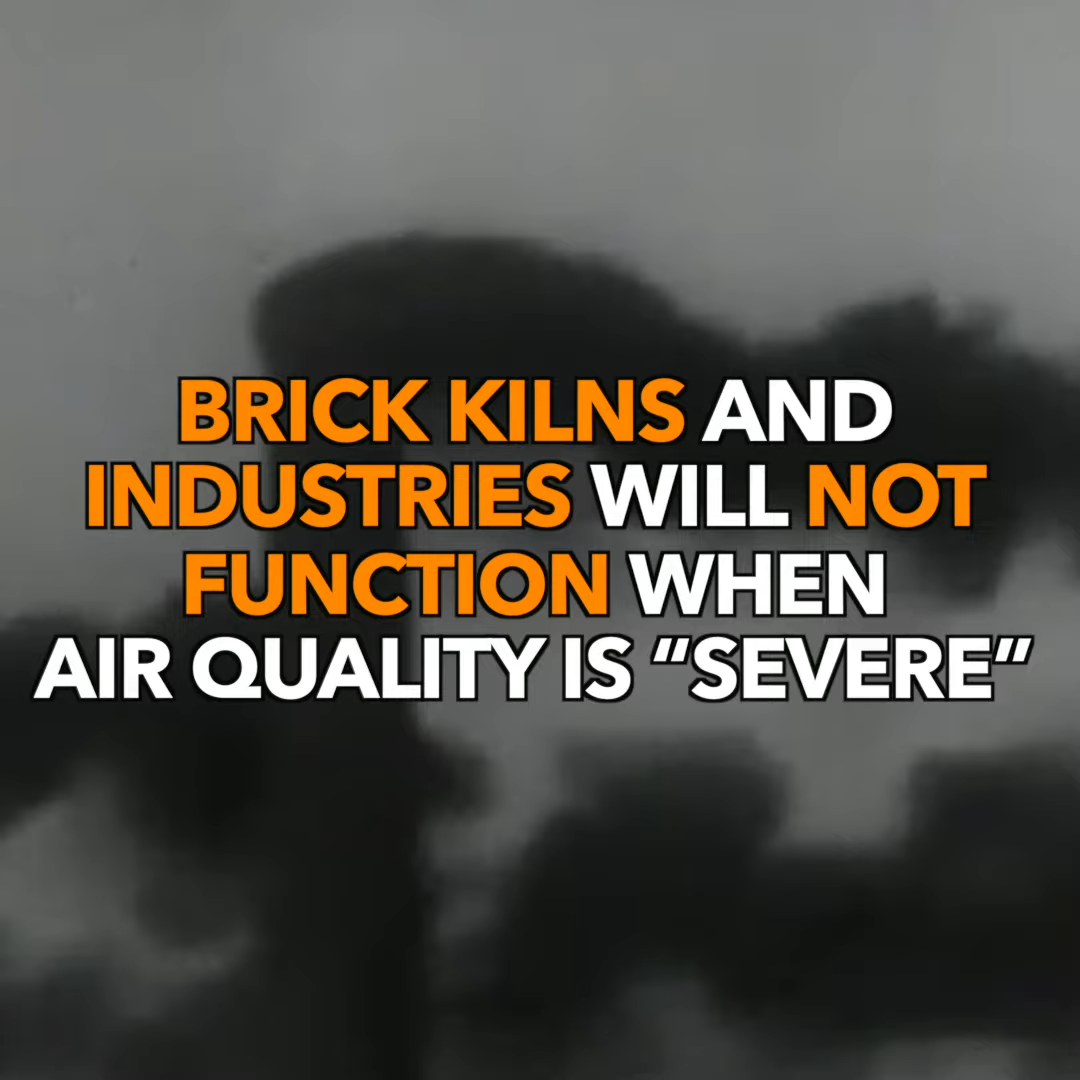 BRICK KILNS AND
INDUSTRIES WILL NOT
FUNCTION WHEN
AIR QUALITY IS “SEVERE”